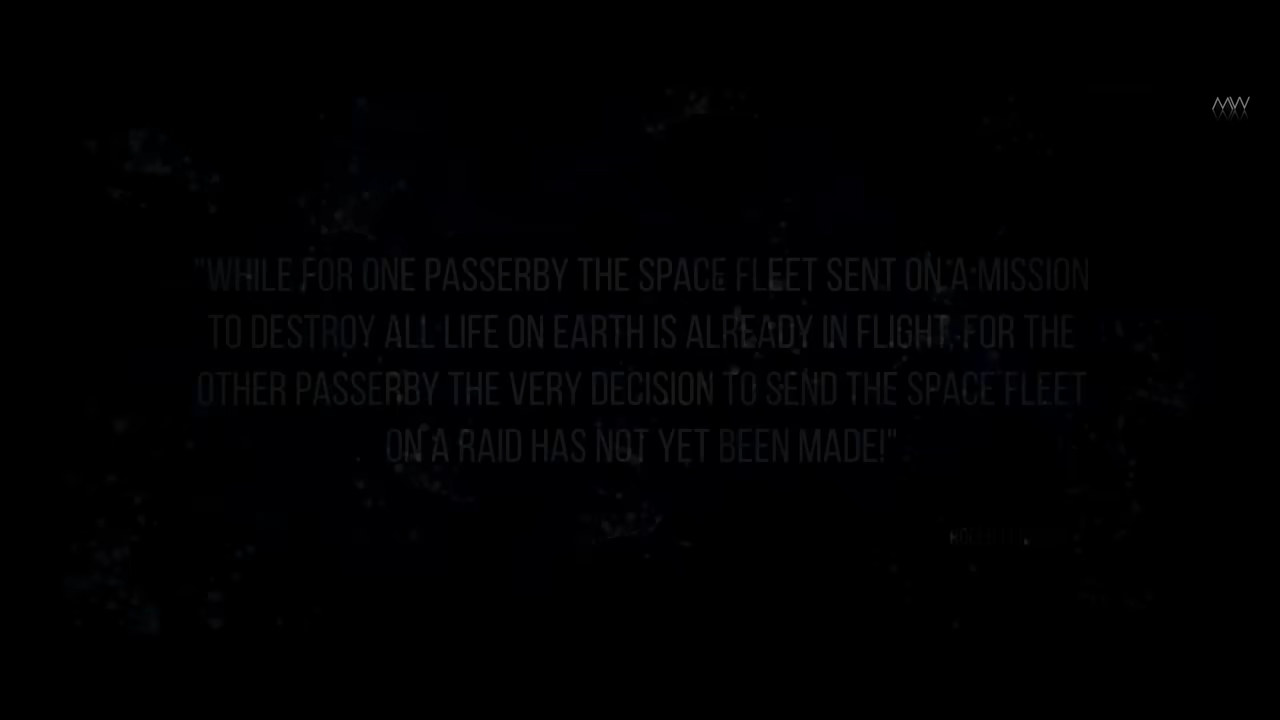 MW
"WHILE FOR ONE PASSERBY THE SPACE FLEET SENT ON A MISSION
TO DESTROY ALL LIFE ON EARTH IS ALREADY IN FLIGHT, FOR THE
OTHER PASSERBY THE VERY DECISION TO SEND THE SPACE FLEET
ON A RAID HAS NOT YET BEEN MADE!"